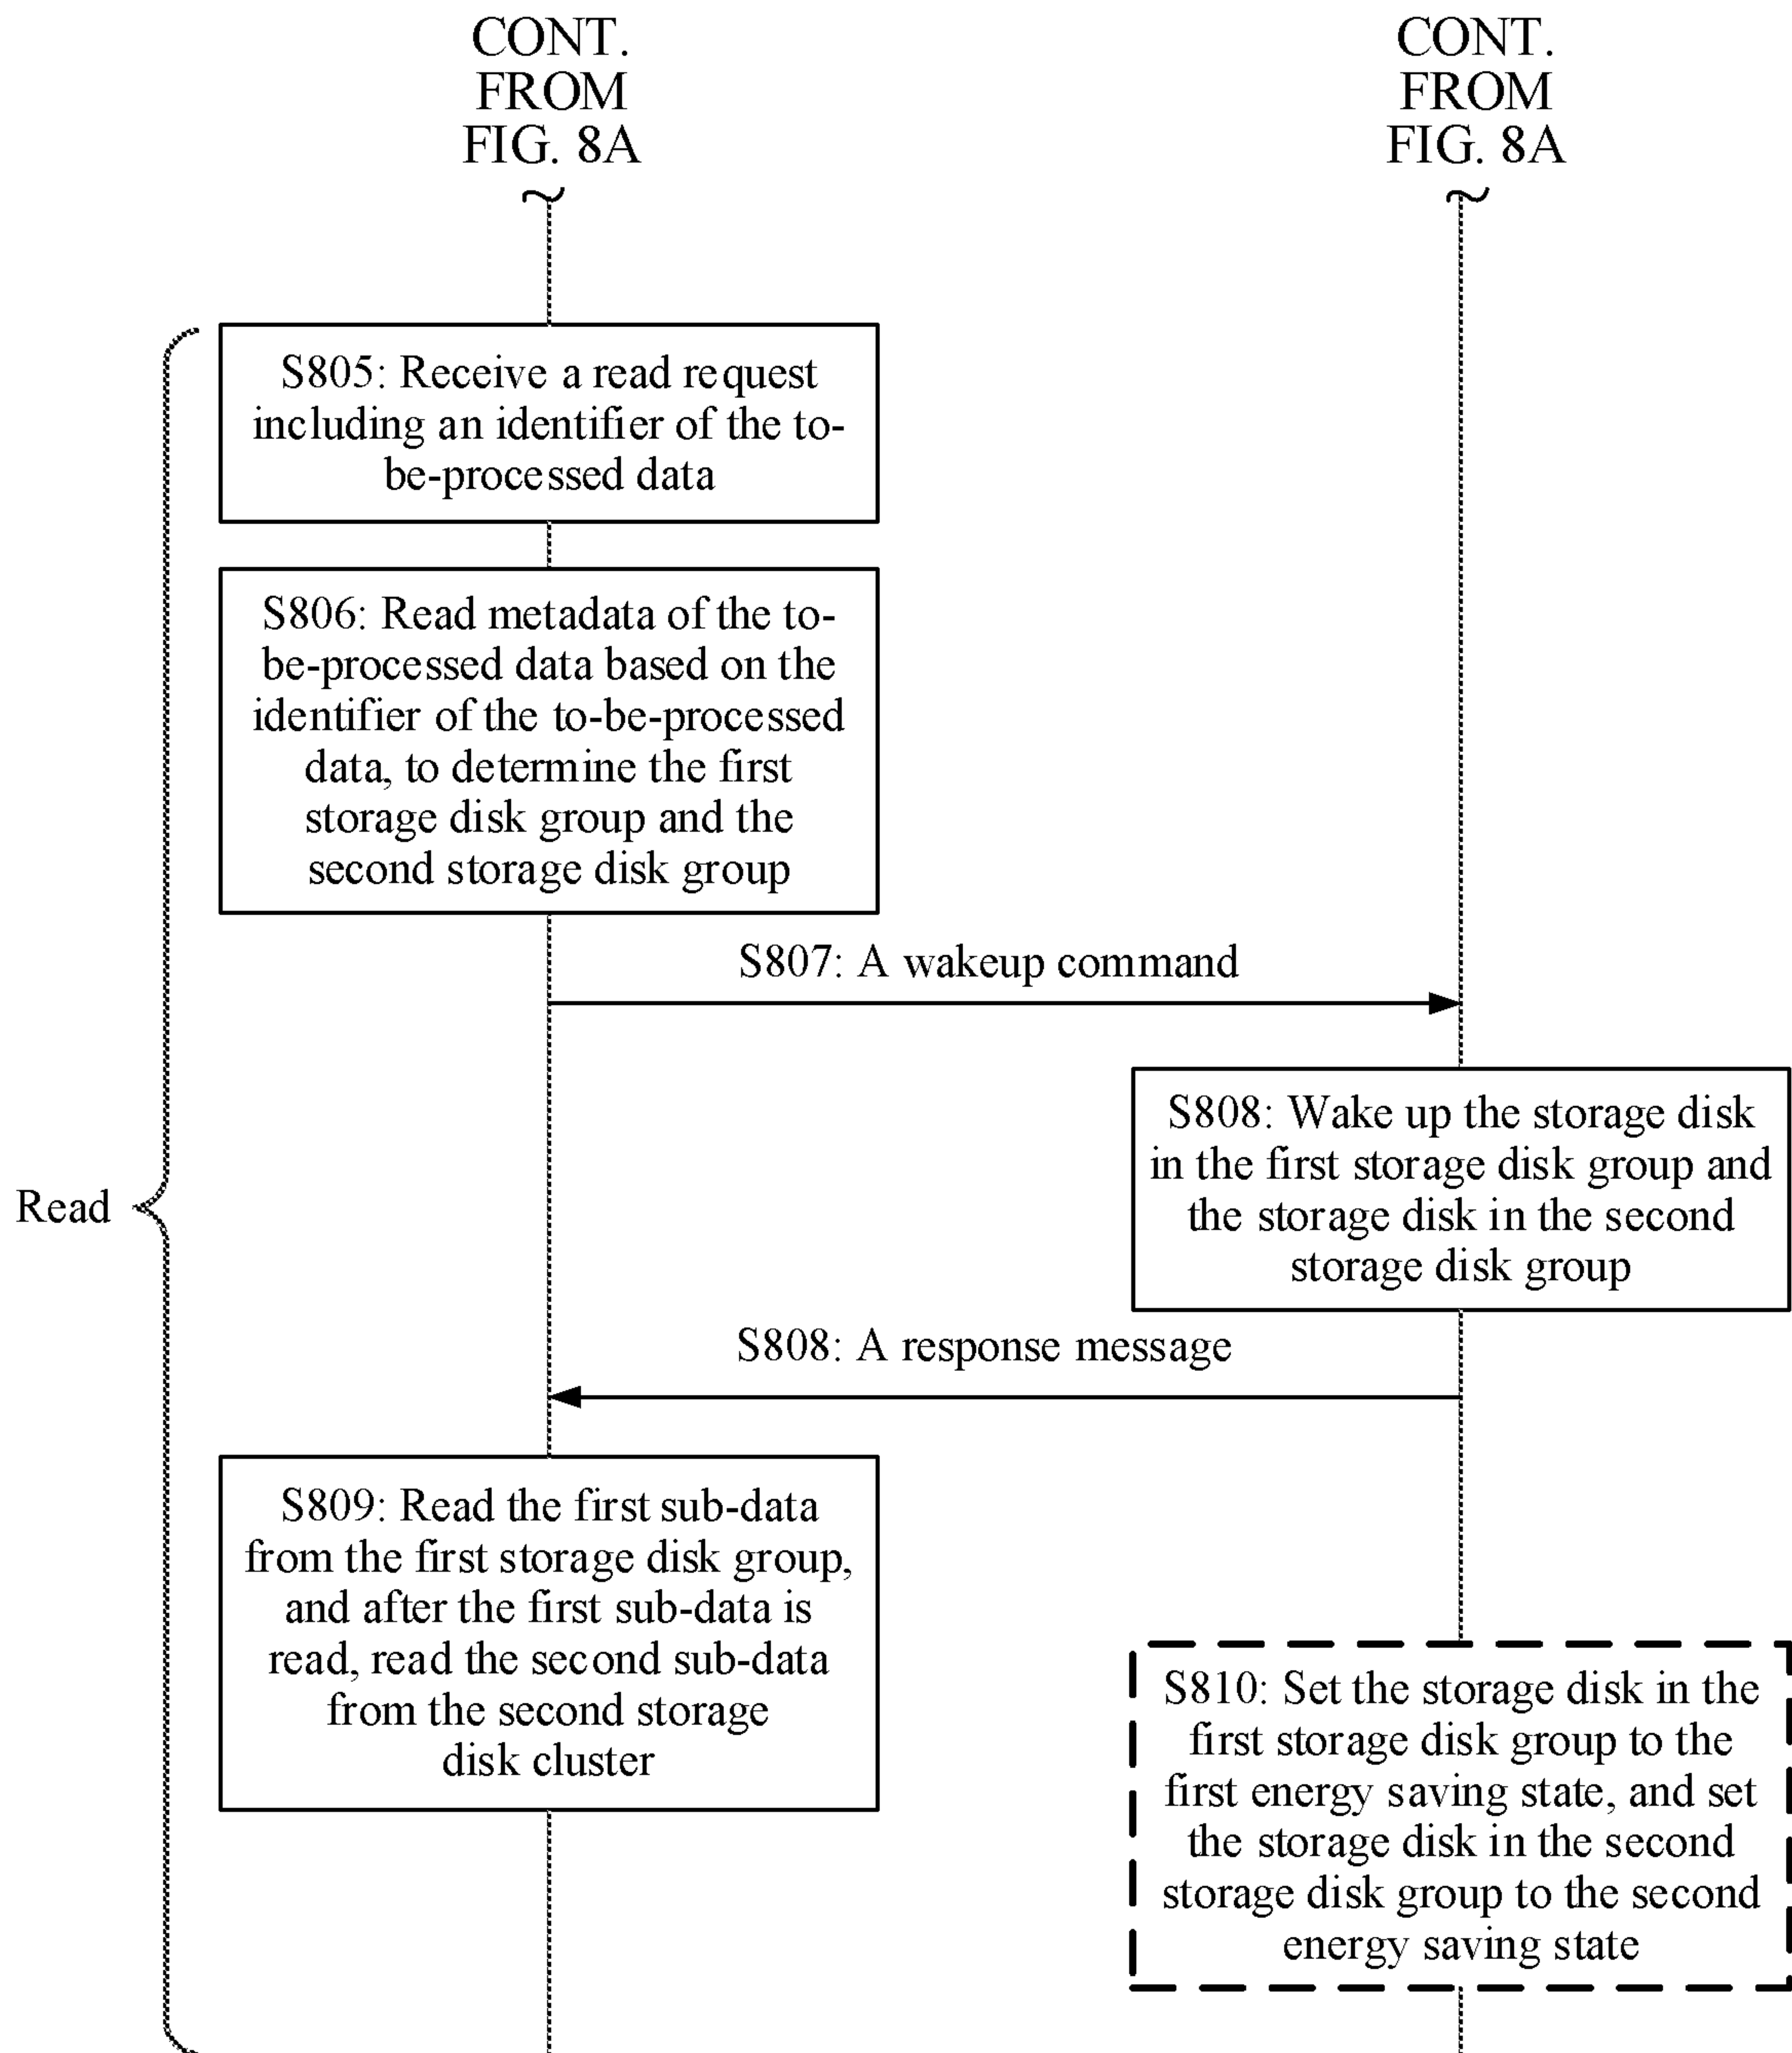 CONT.
FROM
FIG. 8A
CONT.
FROM
FIG. 8A
S805: Receive a read request
including an identifier of the to-
be-processed data
S806: Read metadata of the to-
be-processed data based on the
identifier of the to-be-processed
data, to determine the first
storage disk group and the
second storage disk group
S807: A wakeup command
S808: Wake up the storage disk
in the first storage disk group and
the storage disk in the second
storage disk group
Read
S808: A response message
S809: Read the first sub-data
from the first storage disk group,
and after the first sub-data is
read, read the second sub-data
from the second storage
disk cluster
S810: Set the storage disk in the
first storage disk group to the
first energy saving state, and set
the storage disk in the second
storage disk group to the second
energy saving state